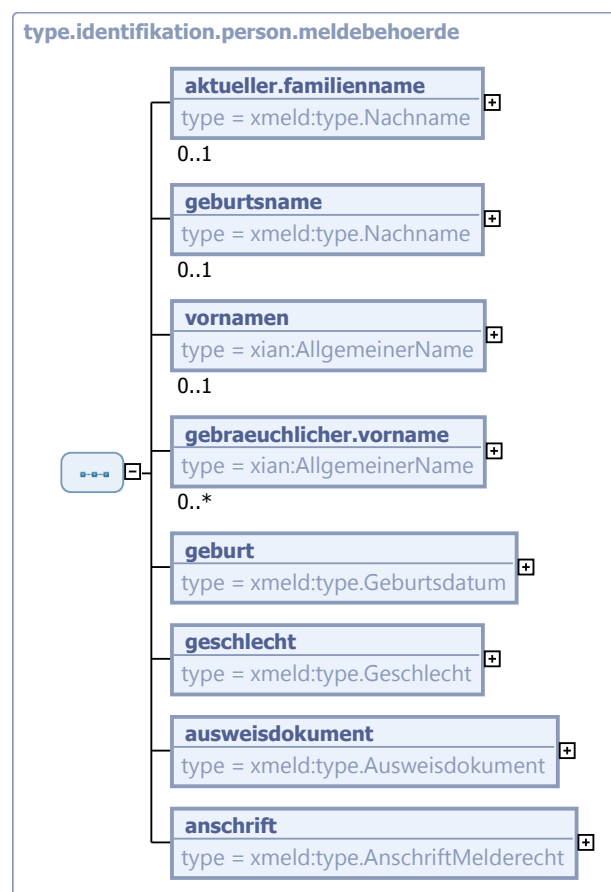 type.identifikation.person.meldebehoerde
aktueller.familienname
type = xmeld:type.Nachname
0..1
geburtsname
type = xmeld:type.Nachname
0..1
vornamen
type = xian:AllgemeinerName
0..1
gebraeuchlicher.vorname
type = xian:AllgemeinerName
0..*
geburt
type = xmeld:type.Geburtsdatum
geschlecht
type = xmeld:type.Geschlecht
ausweisdokument
type = xmeld:type.Ausweisdokument
anschrift
type = xmeld:type.AnschriftMelderecht